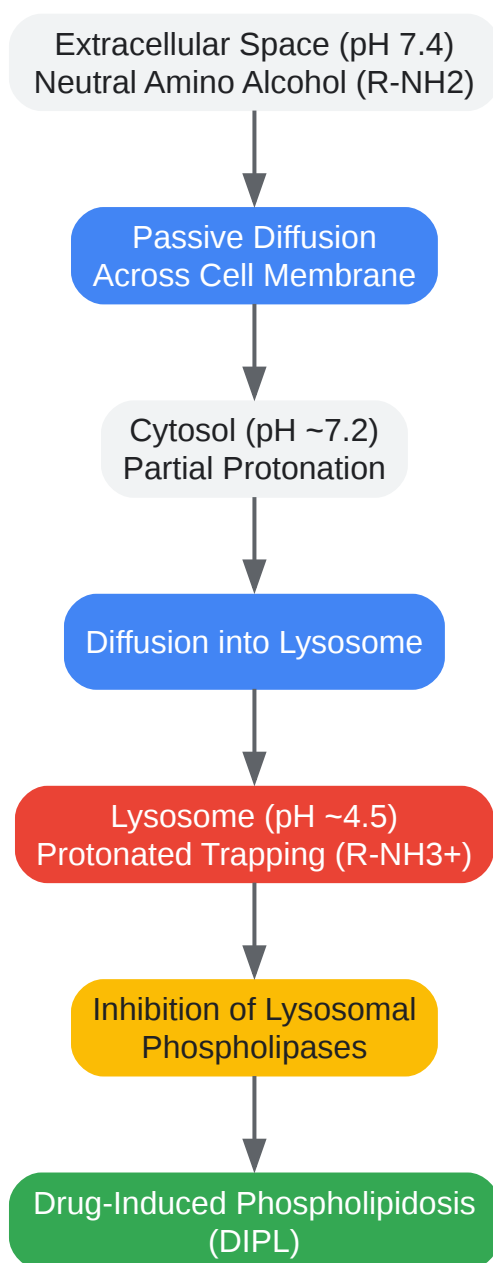 Extracellular Space (pH 7.4)
Neutral Amino Alcohol (R-NH2)
Passive Diffusion
Across Cell Membrane
Cytosol (pH ~7.2)
Partial Protonation
Diffusion into Lysosome
Lysosome (pH ~4.5)
Protonated Trapping (R-NH3+)
Inhibition of Lysosomal
Phospholipases
Drug-Induced Phospholipidosis
(DIPL)